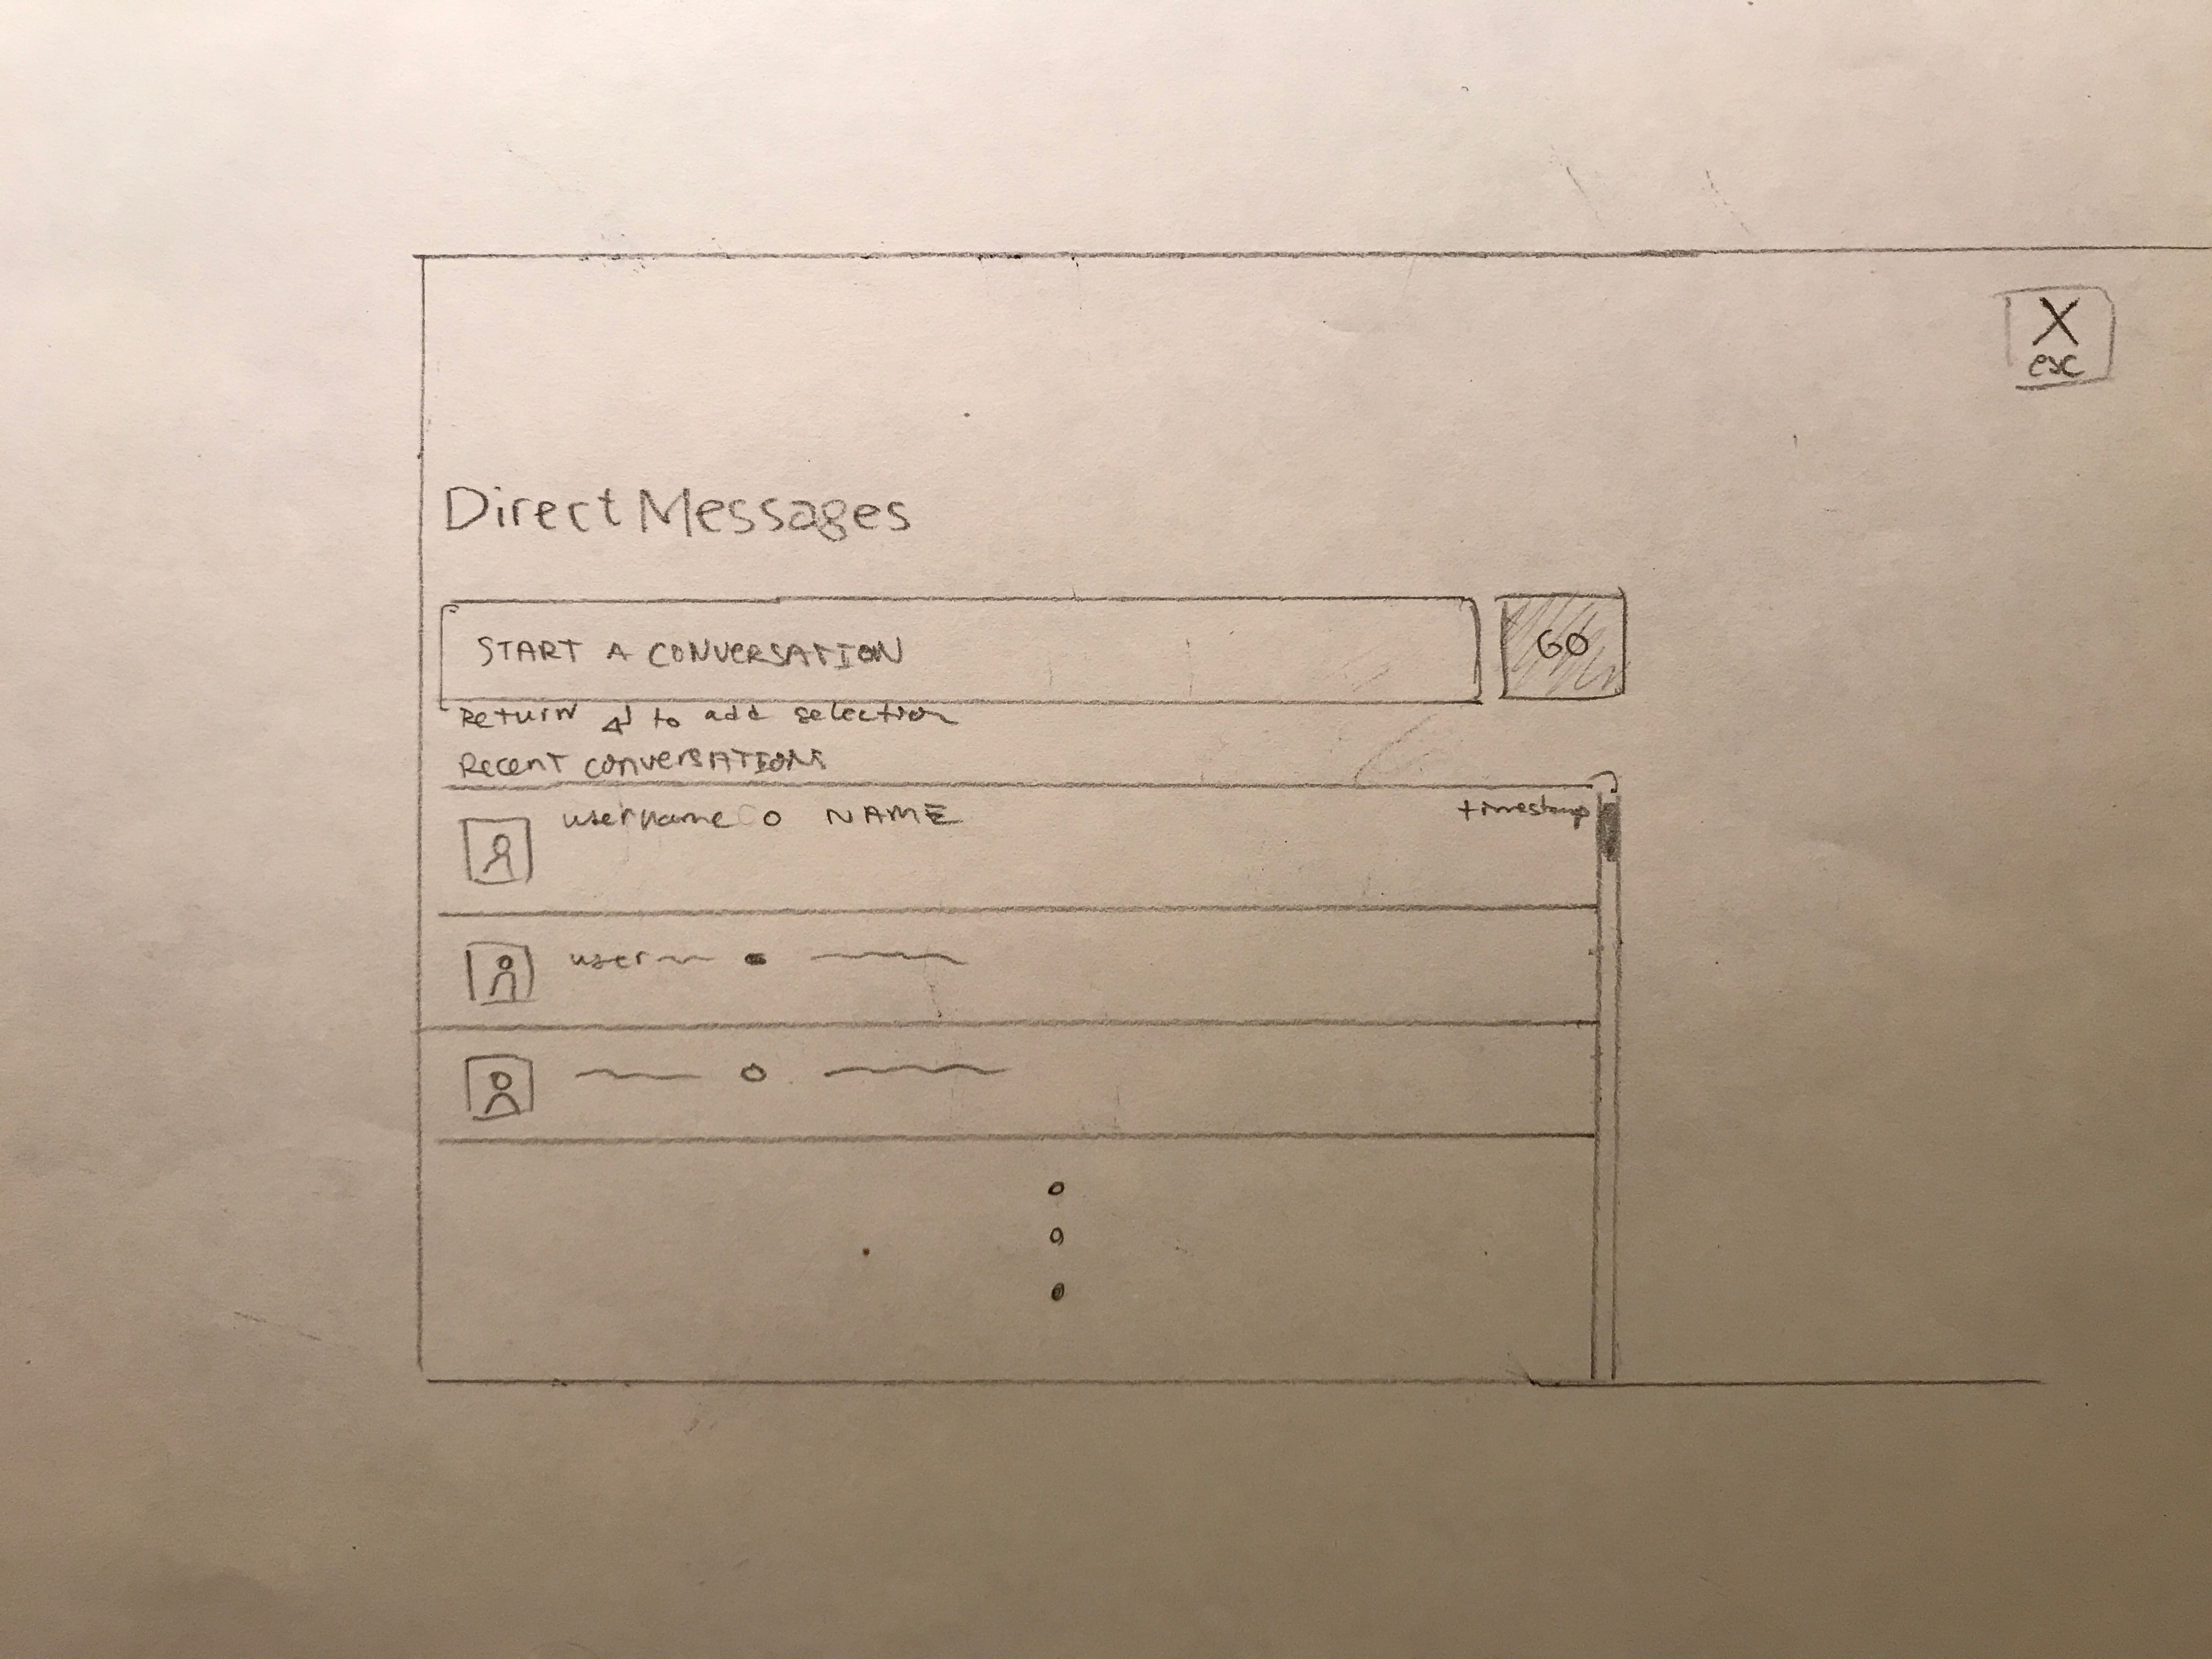 X
esc
Direct Messages
START A CONVERSATION
GO
Return ↵ to add selection
Recent conversations
username o NAME
timestamp
user